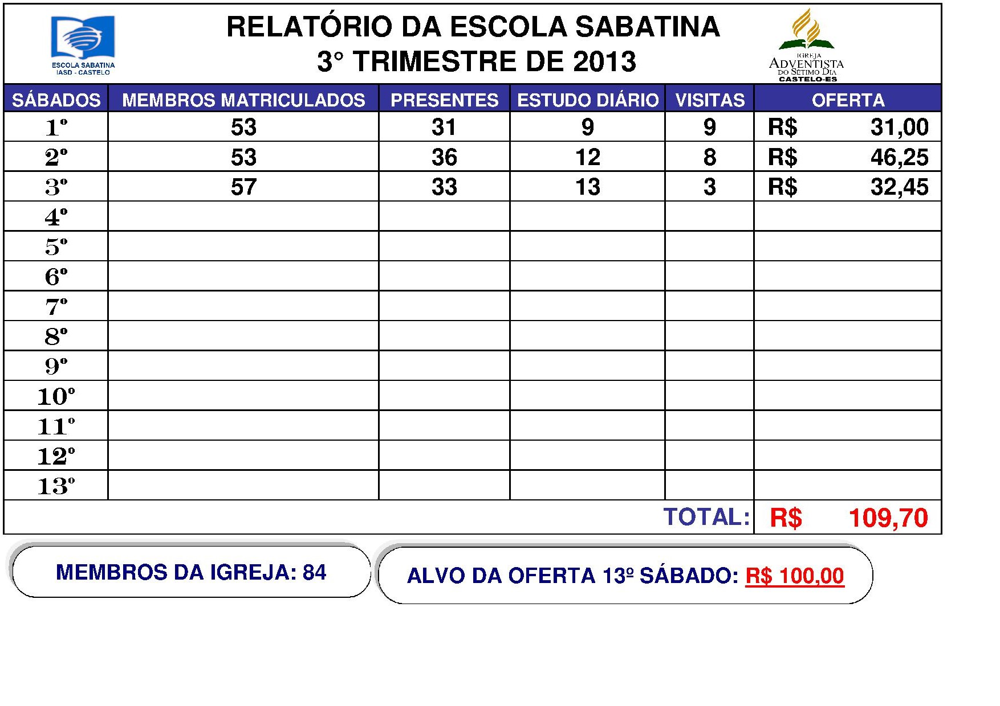 ESCOLA SABATINA
IASD - CASTELO
RELATÓRIO DA ESCOLA SABATINA
3° TRIMESTRE DE 2013
IGREJA
ADVENTISTA
DO SÉTIMO DIA
CASTELO-ES
SÁBADOS MEMBROS MATRICULADOS PRESENTES ESTUDO DIÁRIO VISITAS OFERTA
1º 53 31 9 9 R$ 31,00
2º 53 36 12 8 R$ 46,25
3º 57 33 13 3 R$ 32,45
4º
5º
6º
7º
8º
9º
10º
11º
12º
13º
TOTAL: R$ 109,70
MEMBROS DA IGREJA: 84
ALVO DA OFERTA 13º SÁBADO: R$ 100,00